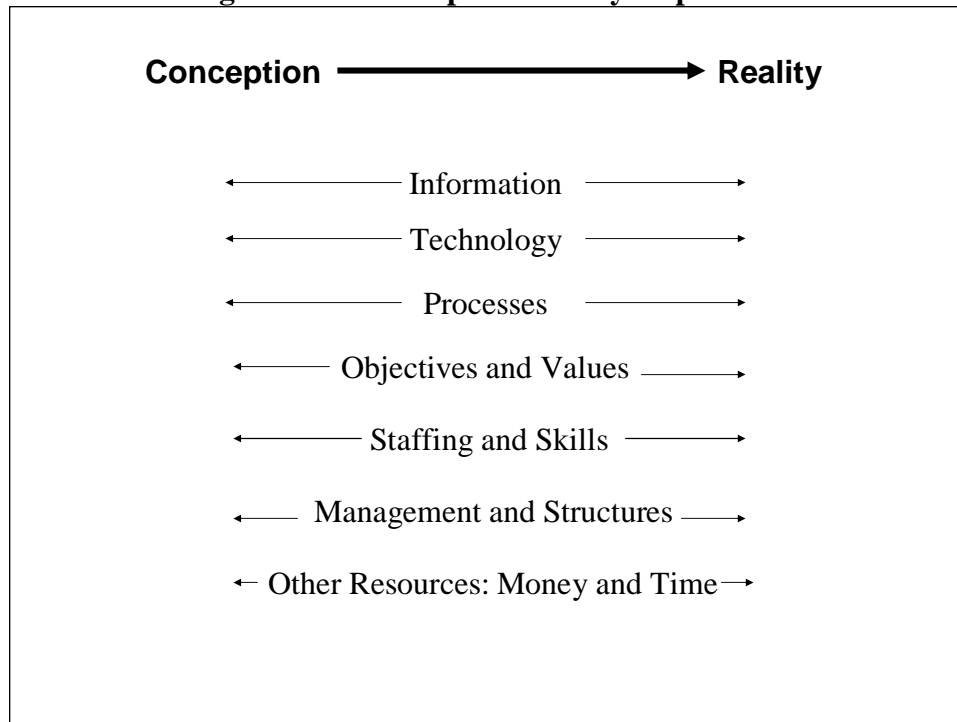 Conception Reality
Information
Technology
Processes
Objectives and Values
Staffing and Skills
Management and Structures
Other Resources: Money and Time